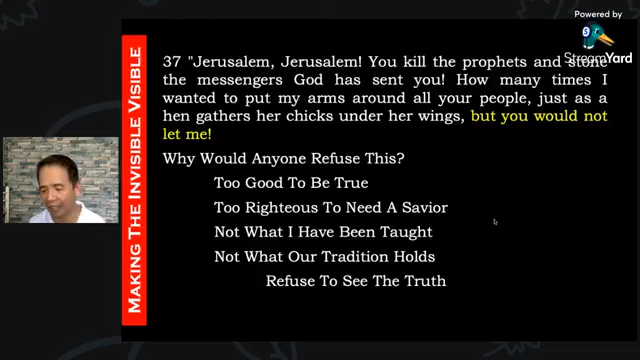 Powered by
S
StreamYard
MAKING THE INVISIBLE VISIBLE
37 "Jerusalem, Jerusalem! You kill the prophets and stone
the messengers God has sent you! How many times I
wanted to put my arms around all your people, just as a
hen gathers her chicks under her wings, but you would not
let me!
Why Would Anyone Refuse This?
Too Good To Be True
Too Righteous To Need A Savior
Not What I Have Been Taught
Not What Our Tradition Holds
Refuse To See The Truth